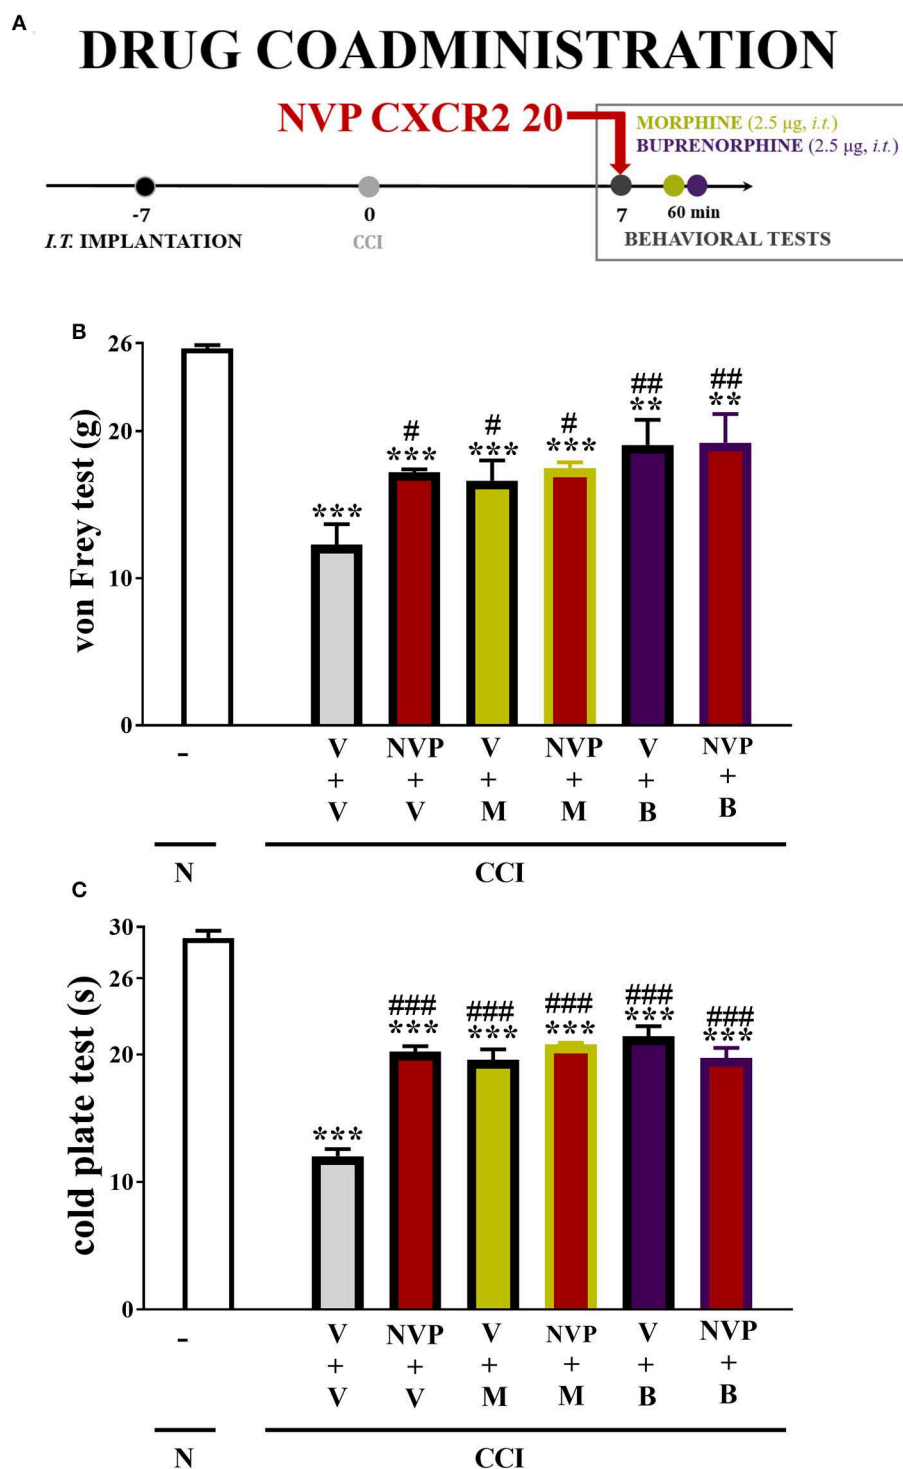 A
DRUG COADMINISTRATION
NVP CXCR2 20
MORPHINE (2.5 µg, i.t.)
BUPRENORPHINE (2.5 µg, i.t.)
-7
0
7
60 min
I.T. IMPLANTATION
CCI
BEHAVIORAL TESTS
B
von Frey test (g)
26
20
10
0
***
#
***
#
***
#
***
##
**
##
**
-
V
+
V
NVP
+
V
V
+
M
NVP
+
M
V
+
B
NVP
+
B
N
CCI
C
cold plate test (s)
30
26
20
10
0
***
###
***
###
***
###
***
###
***
###
***
-
V
+
V
NVP
+
V
V
+
M
NVP
+
M
V
+
B
NVP
+
B
N
CCI